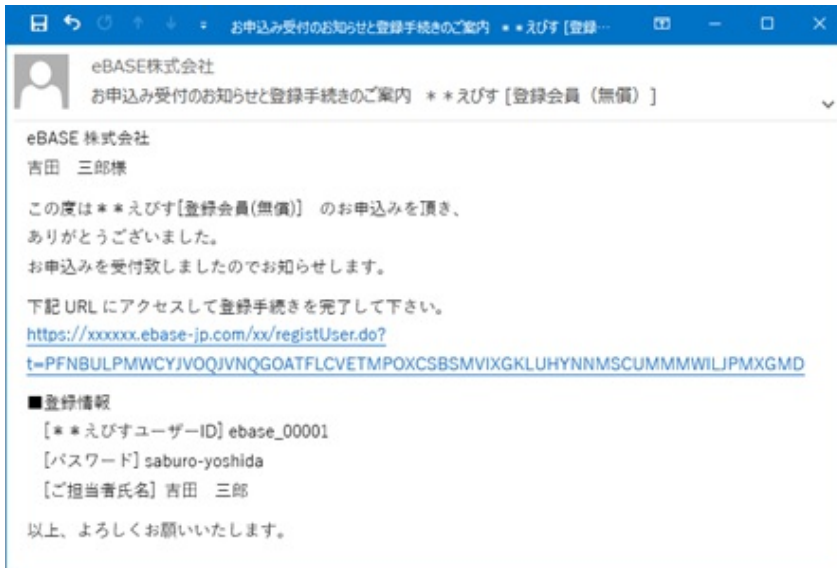 お申込み受付のお知らせと登録手続きのご案内 ＊＊えびす [登録…
eBASE株式会社
お申込み受付のお知らせと登録手続きのご案内 ＊＊えびす [登録会員（無償）]
eBASE 株式会社
吉田　三郎様
この度は＊＊えびす[登録会員(無償)]　のお申込みを頂き、
ありがとうございました。
お申込みを受付致しましたのでお知らせします。
下記 URL にアクセスして登録手続きを完了して下さい。
https://xxxxxx.ebase-jp.com/xx/registUser.do?
t=PFNBULPMWCYJVOQJVNQGOATFLCVETMPOXCSBSMVIXGKLUHYNNMSCUMMMWILJPMXGMD
■登録情報
[＊＊えびすユーザーID] ebase_00001
[パスワード] saburo-yoshida
[ご担当者氏名] 吉田　三郎
以上、よろしくお願いいたします。